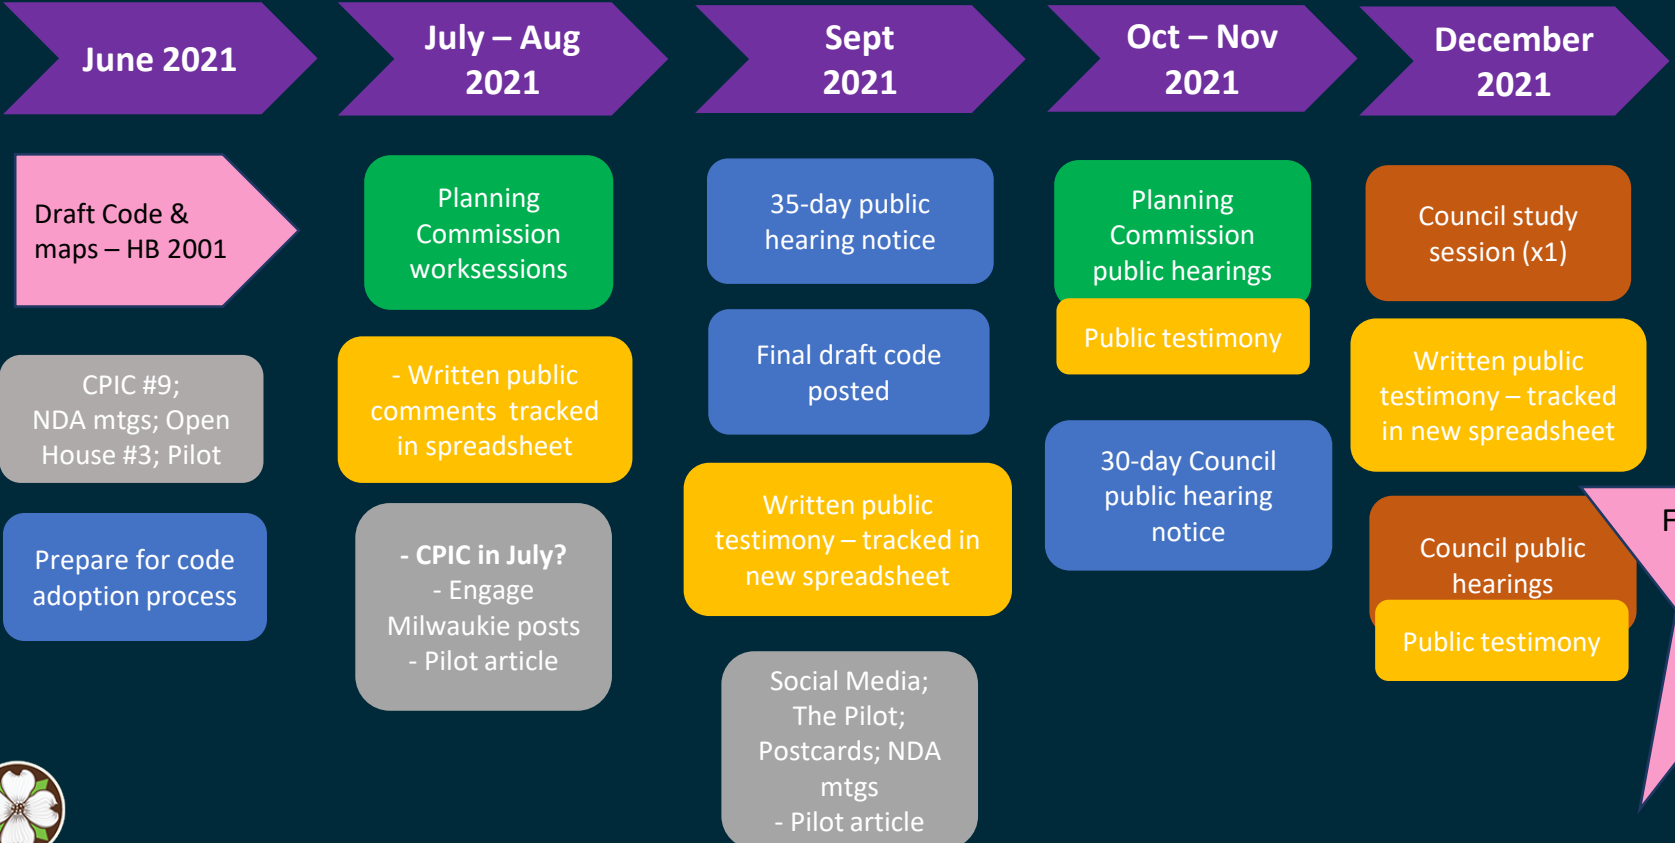 June 2021
July – Aug
2021
Sept
2021
Oct – Nov
2021
December
2021
Draft Code &
maps – HB 2001
CPIC #9;
NDA mtgs; Open
House #3; Pilot
Prepare for code
adoption process
Planning
Commission
worksessions
- Written public
comments tracked
in spreadsheet
- CPIC in July?
- Engage
Milwaukie posts
- Pilot article
35-day public
hearing notice
Final draft code
posted
Written public
testimony – tracked in
new spreadsheet
Social Media;
The Pilot;
Postcards; NDA
mtgs
- Pilot article
Planning
Commission
public hearings
Public testimony
30-day Council
public hearing
notice
Council study
session (x1)
Written public
testimony – tracked
in new spreadsheet
Council public
hearings
Public testimony